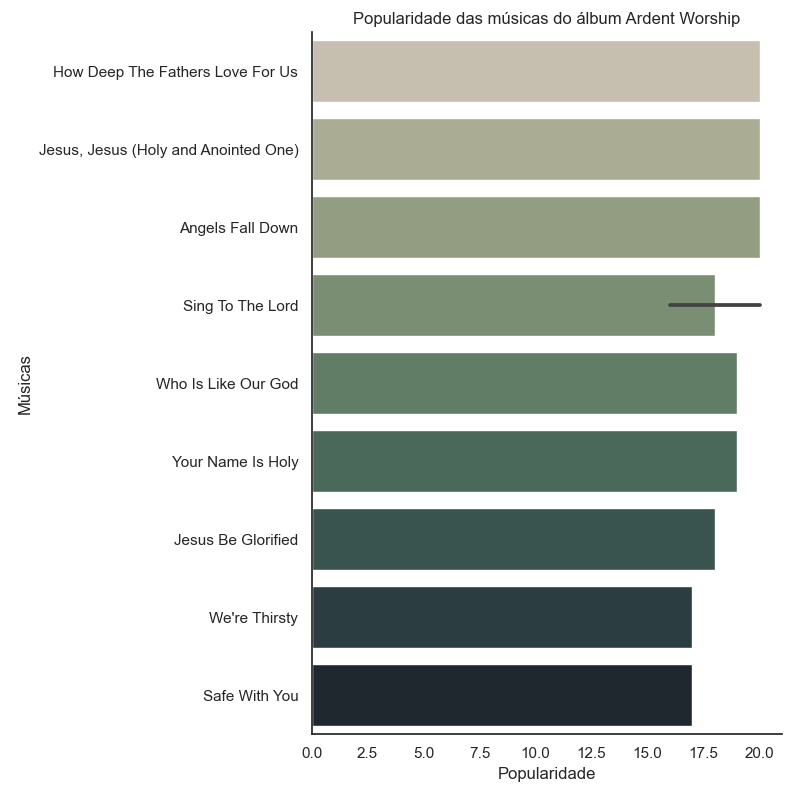 Popularidade das músicas do álbum Ardent Worship
How Deep The Fathers Love For Us
Jesus, Jesus (Holy and Anointed One)
Angels Fall Down
Sing To The Lord
Who Is Like Our God
Your Name Is Holy
Jesus Be Glorified
We're Thirsty
Safe With You
Músicas
0.0 2.5 5.0 7.5 10.0 12.5 15.0 17.5 20.0
Popularidade